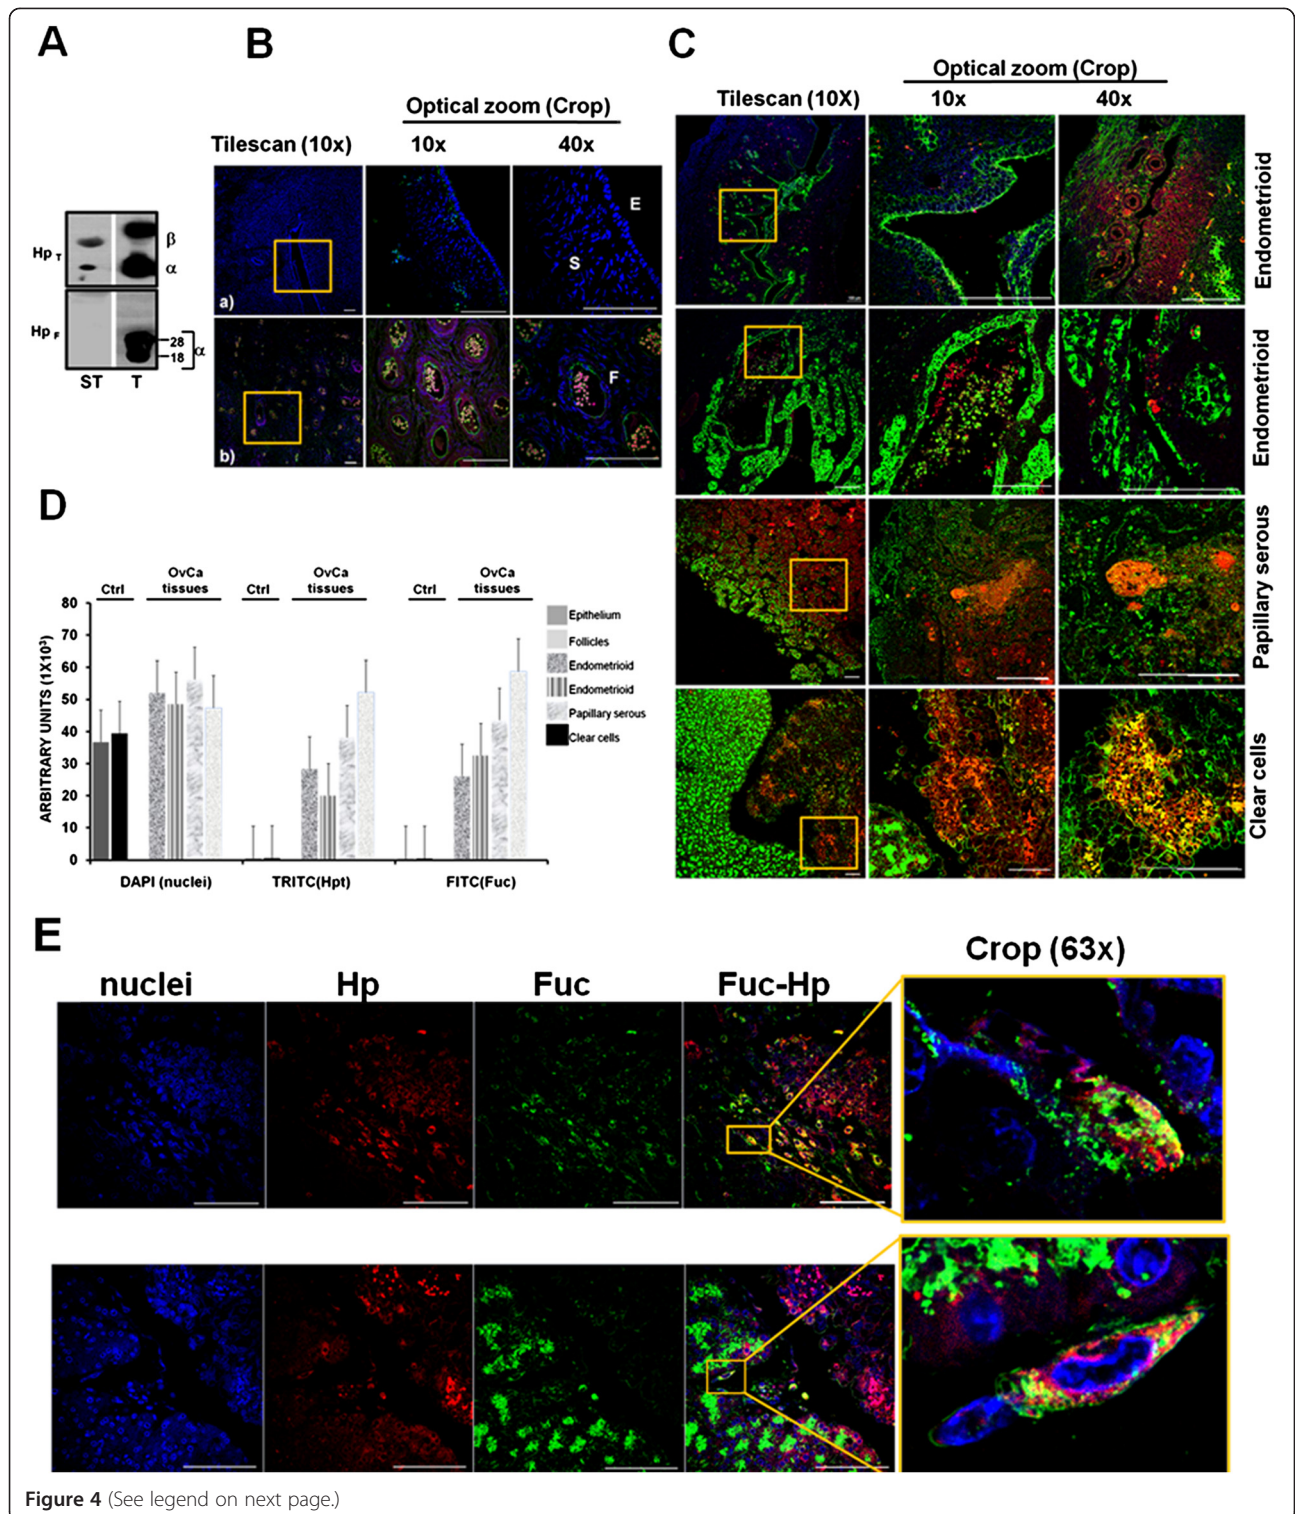 A
Hp T
β
α
Hp F
28
18
α
ST T
B
Optical zoom (Crop)
Tilescan (10x) 10x 40x
E
S
a)
F
b)
C
Optical zoom (Crop)
Tilescan (10X) 10x 40x
Endometrioid
Endometrioid
Papillary serous
Clear cells
D
Ctrl OvCa tissues Ctrl OvCa tissues Ctrl OvCa tissues
ARBITRARY UNITS (1X10³)
80
70
60
50
40
30
20
10
0
DAPI (nuclei) TRITC(Hpt) FITC(Fuc)
Epithelium
Follicles
Endometrioid
Endometrioid
Papillary serous
Clear cells
E
nuclei Hp Fuc Fuc-Hp Crop (63x)
Figure 4 (See legend on next page.)